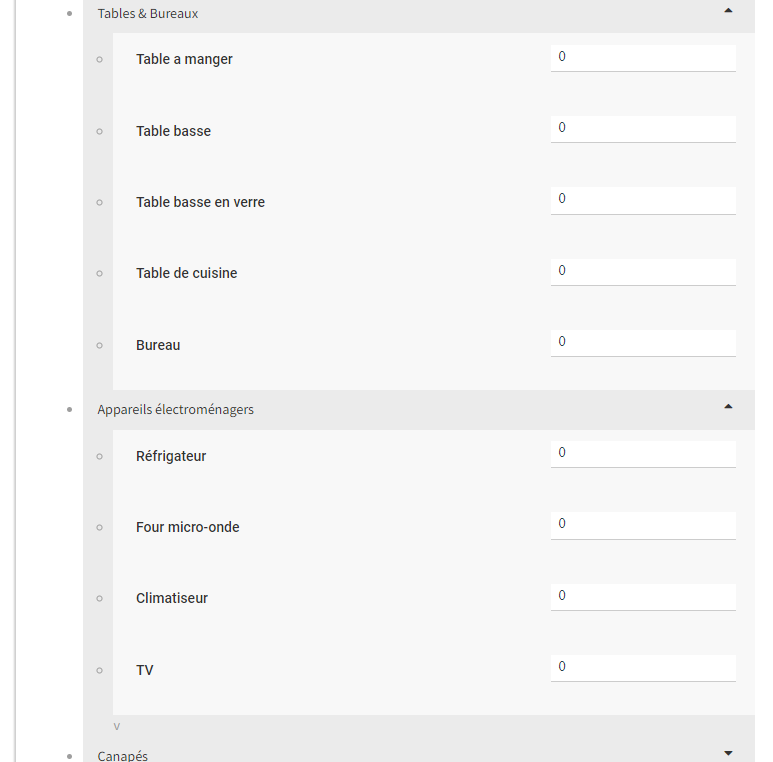 Tables & Bureaux
Table a manger
0
Table basse
0
Table basse en verre
0
Table de cuisine
0
Bureau
0
Appareils électroménagers
Réfrigateur
0
Four micro-onde
0
Climatiseur
0
TV
0
v
Canapés